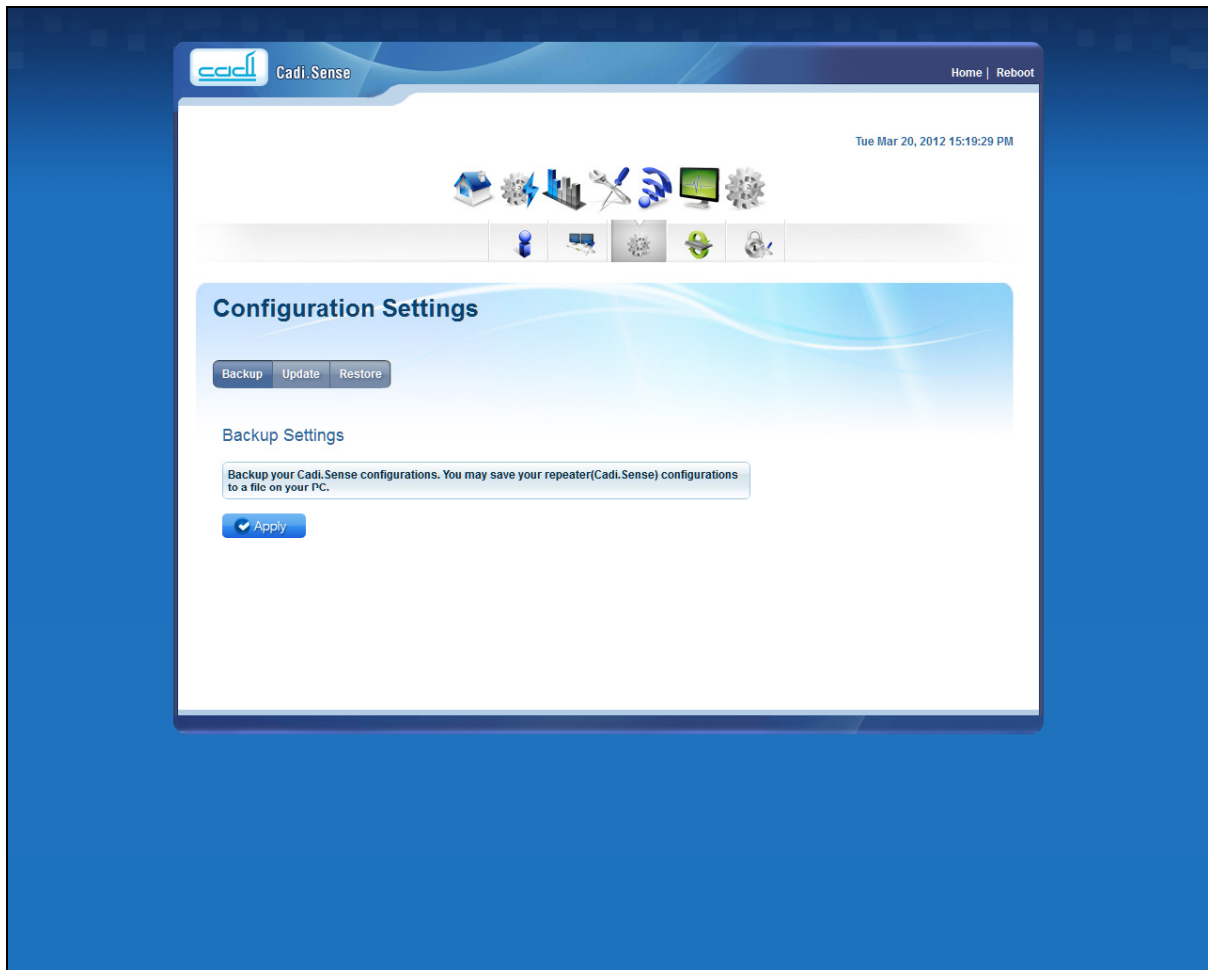 cadi Cadi.Sense
Home | Reboot
Tue Mar 20, 2012 15:19:29 PM
Configuration Settings
Backup Update Restore
Backup Settings
Backup your Cadi.Sense configurations. You may save your repeater(Cadi.Sense) configurations
to a file on your PC.
Apply